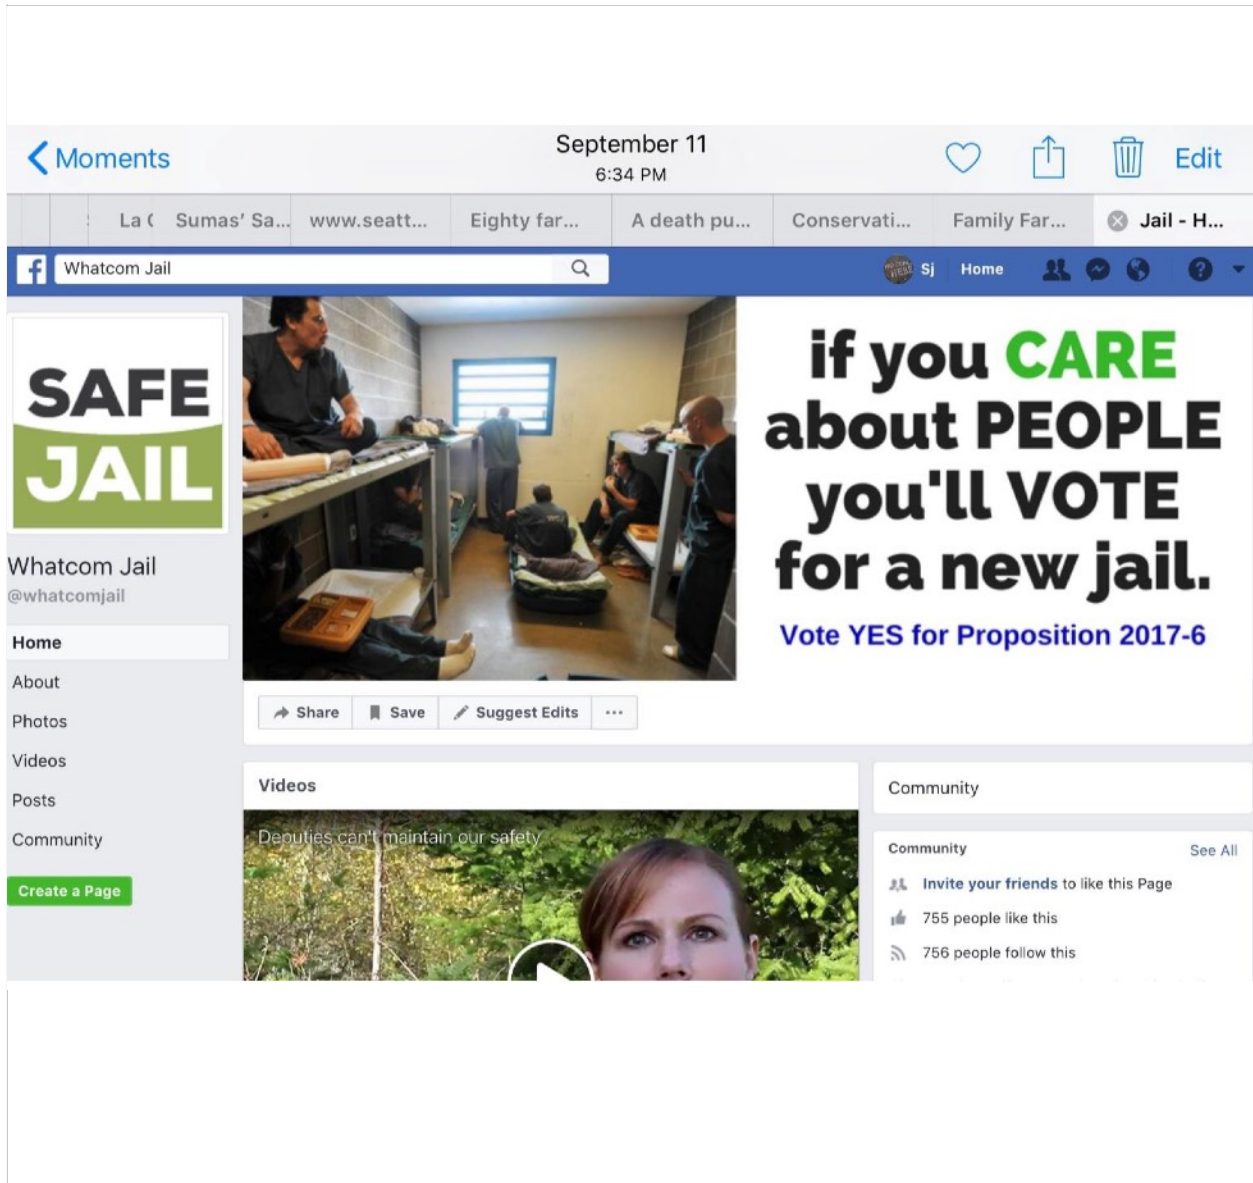 Moments
September 11
6:34 PM
Edit
La
Sumas' Sa...
www.seatt...
Eighty far...
A death pu...
Conservati...
Family Far...
Jail - H...
Whatcom Jail
Sj
Home
SAFE
JAIL
if you CARE
about PEOPLE
you'll VOTE
for a new jail.
Vote YES for Proposition 2017-6
Whatcom Jail
@whatcomjail
Home
About
Photos
Videos
Posts
Community
Create a Page
Share
Save
Suggest Edits
...
Videos
Deputies can't maintain our safety
Community
Community
See All
Invite your friends to like this Page
755 people like this
756 people follow this